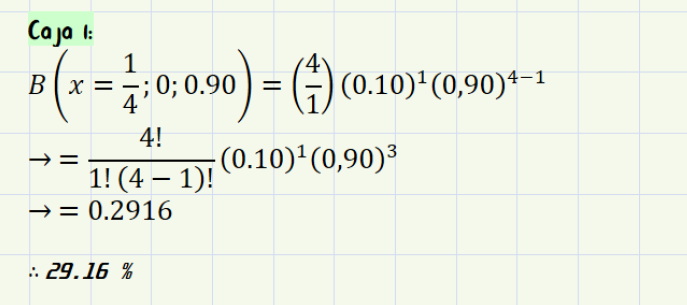 Caja 1:
B(x = 1/4; 0; 0.90) = (4/1)(0.10)¹(0,90)⁴⁻¹
→ = 4!/1!(4 − 1)! (0.10)¹(0,90)³
→ = 0.2916
∴ 29.16 %